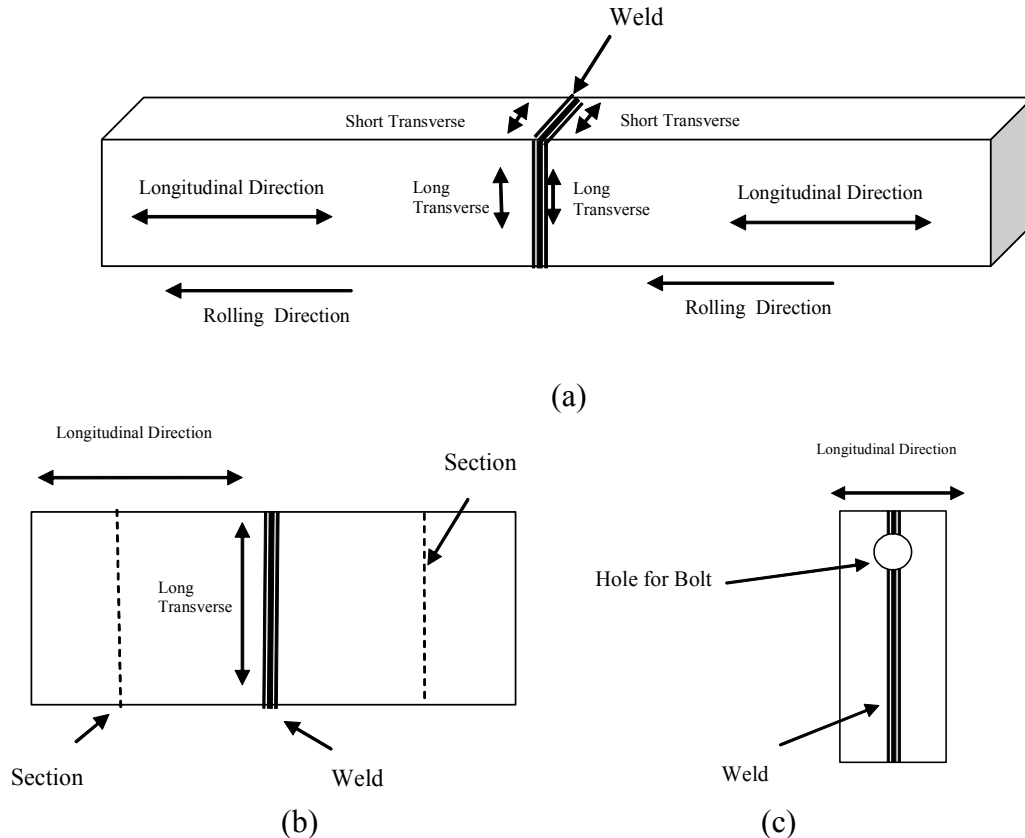 Weld
Short Transverse
Short Transverse
Longitudinal Direction
Long
Transverse
Long
Transverse
Longitudinal Direction
Rolling Direction
Rolling Direction
(a)
Longitudinal Direction
Section
Long
Transverse
Section
Weld
(b)
Longitudinal Direction
Hole for Bolt
Weld
(c)